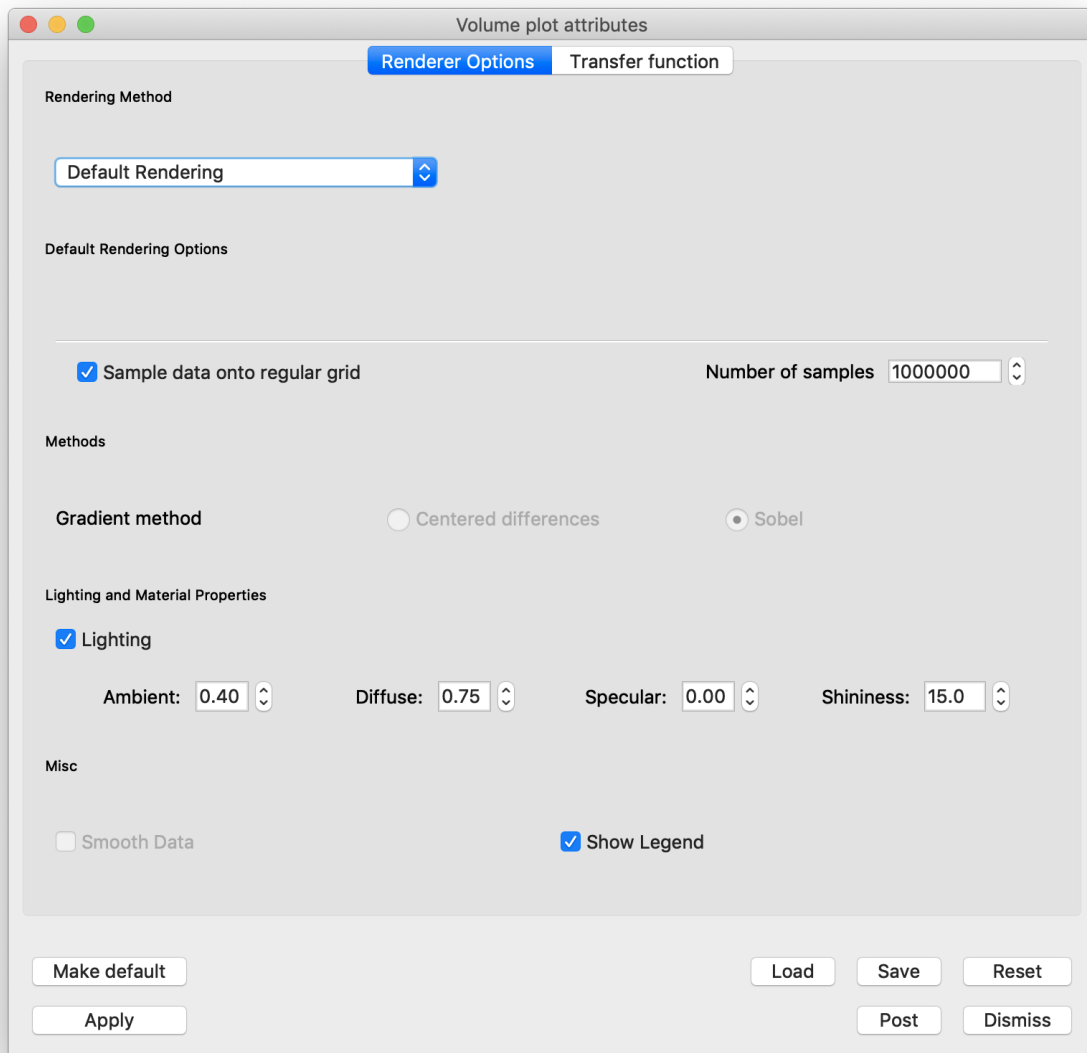 Volume plot attributes
Renderer Options Transfer function
Rendering Method
Default Rendering
Default Rendering Options
Sample data onto regular grid Number of samples 1000000
Methods
Gradient method Centered differences Sobel
Lighting and Material Properties
Lighting
Ambient: 0.40 Diffuse: 0.75 Specular: 0.00 Shininess: 15.0
Misc
Smooth Data Show Legend
Make default Load Save Reset
Apply Post Dismiss